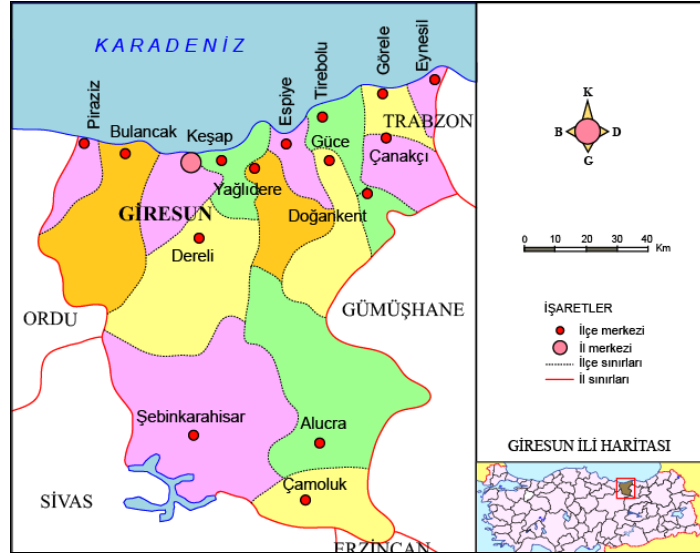 KARADENİZ
Piraziz
Bulancak
Keşap
Espiye
Tirebolu
Görele
Eynesil
TRABZON
Güce
Çanakçı
Yağlıdere
GİRESUN
Doğankent
Dereli
ORDU
GÜMÜŞHANE
Şebinkarahisar
Alucra
Çamoluk
SİVAS
ERZİNCAN
K
B
D
G
0 10 20 30 40
Km
İŞARETLER
İlçe merkezi
İl merkezi
İlçe sınırları
İl sınırları
GİRESUN İLİ HARİTASI